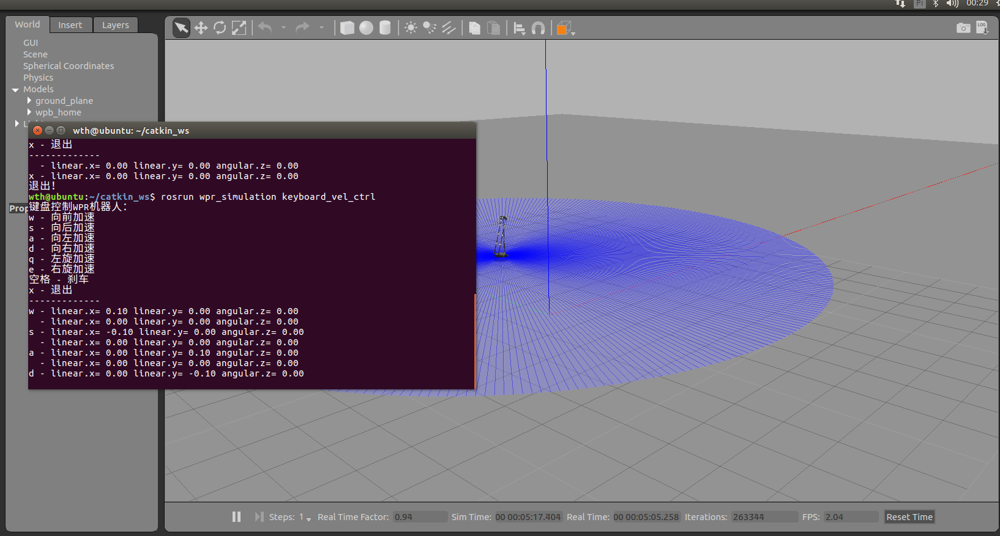 Pi 00:29
World Insert Layers
GUI
Scene
Spherical Coordinates
Physics
Models
ground_plane
wpb_home
wth@ubuntu: ~/catkin_ws
x - 退出
-------------
  - linear.x= 0.00 linear.y= 0.00 angular.z= 0.00
x - linear.x= 0.00 linear.y= 0.00 angular.z= 0.00
退出！
wth@ubuntu:~/catkin_ws$ rosrun wpr_simulation keyboard_vel_ctrl
键盘控制WPR机器人：
w - 向前加速
s - 向后加速
a - 向左加速
d - 向右加速
q - 左旋加速
e - 右旋加速
空格 - 刹车
x - 退出
-------------
w - linear.x= 0.10 linear.y= 0.00 angular.z= 0.00
  - linear.x= 0.00 linear.y= 0.00 angular.z= 0.00
s - linear.x= -0.10 linear.y= 0.00 angular.z= 0.00
  - linear.x= 0.00 linear.y= 0.00 angular.z= 0.00
a - linear.x= 0.00 linear.y= 0.10 angular.z= 0.00
  - linear.x= 0.00 linear.y= 0.00 angular.z= 0.00
d - linear.x= 0.00 linear.y= -0.10 angular.z= 0.00
Prop
LOG
Steps: 1 Real Time Factor: 0.94 Sim Time: 00 00:05:17.404 Real Time: 00 00:05:05.258 Iterations: 263344 FPS: 2.04 Reset Time